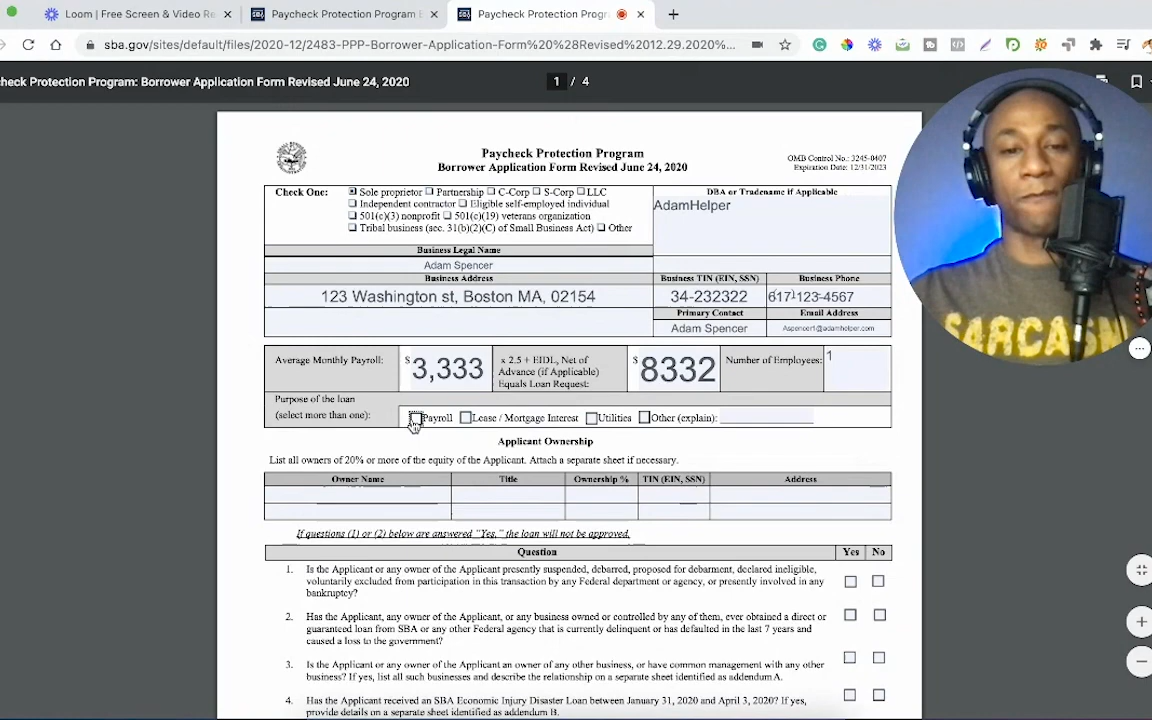 Loom | Free Screen & Video Re
Paycheck Protection Program
Paycheck Protection Progr
sba.gov/sites/default/files/2020-12/2483-PPP-Borrower-Application-Form%20%28Revised%2012.29.2020%...
check Protection Program: Borrower Application Form Revised June 24, 2020
1 / 4
Paycheck Protection Program
Borrower Application Form Revised June 24, 2020
OMB Control No.: 3245-0407
Expiration Date: 12/31/2023
Check One:
Sole proprietor Partnership C-Corp S-Corp LLC
Independent contractor Eligible self-employed individual
501(c)(3) nonprofit 501(c)(19) veterans organization
Tribal business (sec. 31(b)(2)(C) of Small Business Act) Other
DBA or Tradename if Applicable
AdamHelper
Business Legal Name
Adam Spencer
Business Address
Business TIN (EIN, SSN)
Business Phone
123 Washington st, Boston MA, 02154
34-232322
617)123-4567
Primary Contact
Email Address
Adam Spencer
Aspencer1@adamhelper.com
Average Monthly Payroll:
$ 3,333
x 2.5 + EIDL, Net of
Advance (if Applicable)
Equals Loan Request:
$ 8332
Number of Employees:
1
Purpose of the loan
(select more than one):
Payroll Lease / Mortgage Interest Utilities Other (explain):
Applicant Ownership
List all owners of 20% or more of the equity of the Applicant. Attach a separate sheet if necessary.
Owner Name Title Ownership % TIN (EIN, SSN) Address
If questions (1) or (2) below are answered "Yes," the loan will not be approved.
Question Yes No
1. Is the Applicant or any owner of the Applicant presently suspended, debarred, proposed for debarment, declared ineligible,
voluntarily excluded from participation in this transaction by any Federal department or agency, or presently involved in any
bankruptcy?
2. Has the Applicant, any owner of the Applicant, or any business owned or controlled by any of them, ever obtained a direct or
guaranteed loan from SBA or any other Federal agency that is currently delinquent or has defaulted in the last 7 years and
caused a loss to the government?
3. Is the Applicant or any owner of the Applicant an owner of any other business, or have common management with any other
business? If yes, list all such businesses and describe the relationship on a separate sheet identified as addendum A.
4. Has the Applicant received an SBA Economic Injury Disaster Loan between January 31, 2020 and April 3, 2020? If yes,
provide details on a separate sheet identified as addendum B.
SARCASM